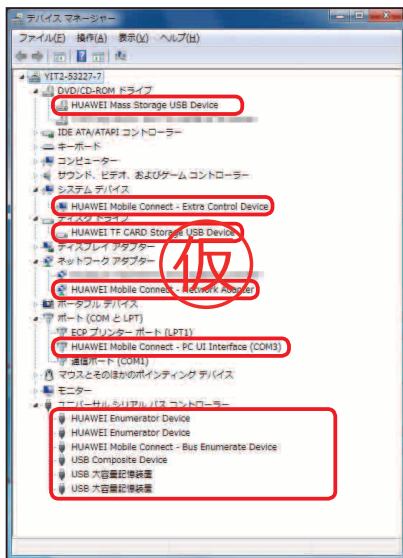 デバイス マネージャー
ファイル(F) 操作(A) 表示(V) ヘルプ(H)
YIT2-53227-7
DVD/CD-ROM ドライブ
HUAWEI Mass Storage USB Device
IDE ATA/ATAPI コントローラー
キーボード
コンピューター
サウンド、ビデオ、およびゲーム コントローラー
システム デバイス
HUAWEI Mobile Connect - Extra Control Device
ディスク ドライブ
HUAWEI TF CARD Storage USB Device
ディスプレイ アダプター
ネットワーク アダプター
仮
HUAWEI Mobile Connect - Network Adapter
ポータブル デバイス
ポート (COM と LPT)
ECP プリンター ポート (LPT1)
HUAWEI Mobile Connect - PC UI Interface (COM3)
通信ポート (COM1)
マウスとそのほかのポインティング デバイス
モニター
ユニバーサル シリアル バス コントローラー
HUAWEI Enumerator Device
HUAWEI Enumerator Device
HUAWEI Mobile Connect - Bus Enumerate Device
USB Composite Device
USB 大容量記憶装置
USB 大容量記憶装置